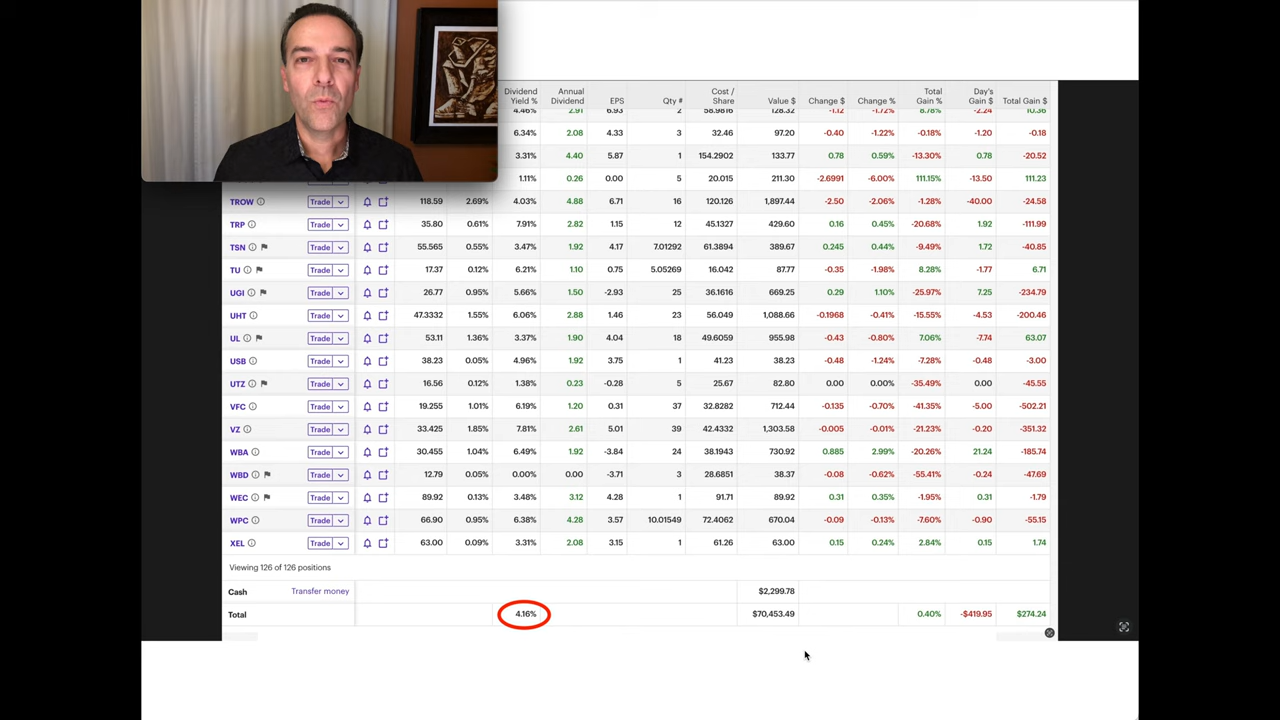 Dividend Yield % Annual Dividend EPS Qty # Cost / Share Value $ Change $ Change % Total Gain % Day's Gain $ Total Gain $
4.46% 2.91 6.93 2 58.9816 128.32 -1.12 8.78% -2.24 10.36
6.34% 2.08 4.33 3 32.46 97.20 -0.40 -1.22% -0.18% -1.20 -0.18
3.31% 4.40 5.87 1 154.2902 133.77 0.78 0.59% -13.30% 0.78 -20.52
1.11% 0.26 0.00 5 20.015 211.30 -2.6991 -6.00% 111.15% -13.50 111.23
TROW Trade 118.59 2.69% 4.03% 4.88 6.71 16 120.126 1,897.44 -2.50 -2.06% -1.28% -40.00 -24.58
TRP Trade 35.80 0.61% 7.91% 2.82 1.15 12 45.1327 429.60 0.16 0.45% -20.68% 1.92 -111.99
TSN Trade 55.565 0.55% 3.47% 1.92 4.17 7.01292 61.3894 389.67 0.245 0.44% -9.49% 1.72 -40.85
TU Trade 17.37 0.12% 6.21% 1.10 0.75 5.05269 16.042 87.77 -0.35 -1.98% 8.28% -1.77 6.71
UGI Trade 26.77 0.95% 5.66% 1.50 -2.93 25 36.1616 669.25 0.29 1.10% -25.97% 7.25 -234.79
UHT Trade 47.3332 1.55% 6.06% 2.88 1.46 23 56.049 1,088.66 -0.1968 -0.41% -15.55% -4.53 -200.46
UL Trade 53.11 1.36% 3.37% 1.90 4.04 18 49.6059 955.98 -0.43 -0.80% 7.06% -7.74 63.07
USB Trade 38.23 0.05% 4.96% 1.92 3.75 1 41.23 38.23 -0.48 -1.24% -7.28% -0.48 -3.00
UTZ Trade 16.56 0.12% 1.38% 0.23 -0.28 5 25.67 82.80 0.00 0.00% -35.49% 0.00 -45.55
VFC Trade 19.255 1.01% 6.19% 1.20 0.31 37 32.8282 712.44 -0.135 -0.70% -41.35% -5.00 -502.21
VZ Trade 33.425 1.85% 7.81% 2.61 5.01 39 42.4332 1,303.58 -0.005 -0.01% -21.23% -0.20 -351.32
WBA Trade 30.455 1.04% 6.49% 1.92 -3.84 24 38.1943 730.92 0.885 2.99% -20.26% 21.24 -185.74
WBD Trade 12.79 0.05% 0.00% 0.00 -3.71 3 28.6851 38.37 -0.08 -0.62% -55.41% -0.24 -47.69
WEC Trade 89.92 0.13% 3.48% 3.12 4.28 1 91.71 89.92 0.31 0.35% -1.95% 0.31 -1.79
WPC Trade 66.90 0.95% 6.38% 4.28 3.57 10.01549 72.4062 670.04 -0.09 -0.13% -7.60% -0.90 -55.15
XEL Trade 63.00 0.09% 3.31% 2.08 3.15 1 61.26 63.00 0.15 0.24% 2.84% 0.15 1.74
Viewing 126 of 126 positions
Cash Transfer money $2,299.78
Total 4.16% $70,453.49 0.40% -$419.95 $274.24